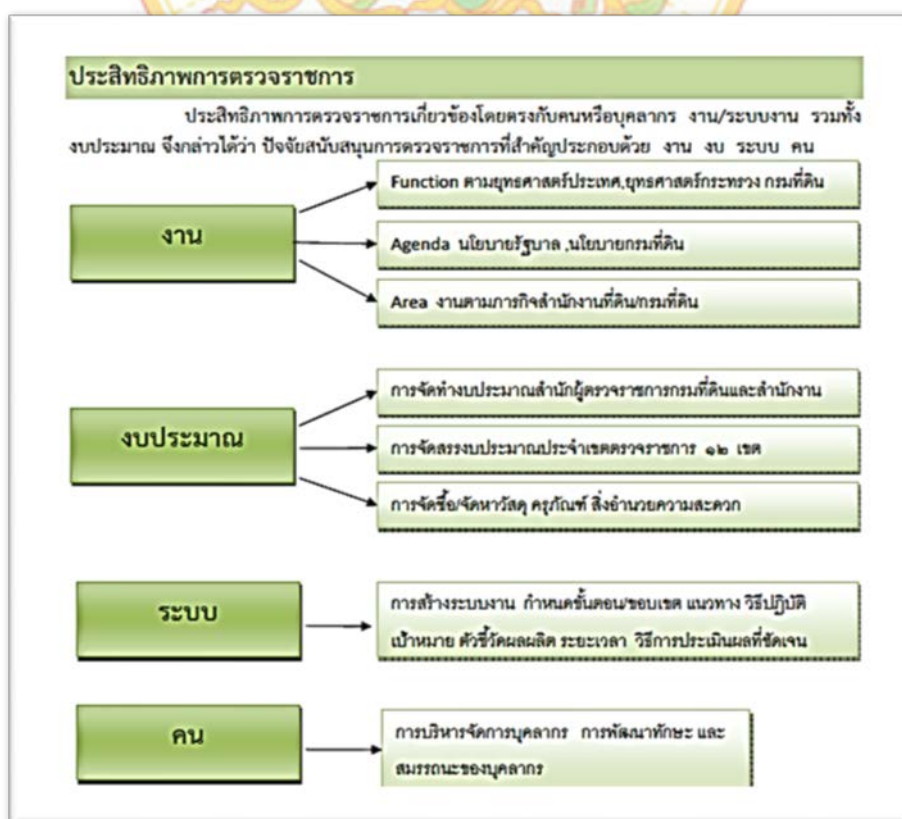 ประสิทธิภาพการตรวจราชการ
ประสิทธิภาพการตรวจราชการเกี่ยวข้องโดยตรงกับคนหรือบุคลากร งาน/ระบบงาน รวมทั้ง
งบประมาณ จึงกล่าวได้ว่า ปัจจัยสนับสนุนการตรวจราชการที่สำคัญประกอบด้วย งาน งบ ระบบ คน
งาน
Function ตามยุทธศาสตร์ประเทศ,ยุทธศาสตร์กระทรวง กรมที่ดิน
Agenda นโยบายรัฐบาล ,นโยบายกรมที่ดิน
Area งานตามภารกิจสำนักงานที่ดิน/กรมที่ดิน
งบประมาณ
การจัดทำงบประมาณสำนักผู้ตรวจราชการกรมที่ดินและสำนักงาน
การจัดสรรงบประมาณประจำเขตตรวจราชการ ๑๒ เขต
การจัดซื้อ/จัดหาวัสดุ ครุภัณฑ์ สิ่งอำนวยความสะดวก
ระบบ
การสร้างระบบงาน กำหนดขั้นตอน/ขอบเขต แนวทาง วิธีปฏิบัติ
เป้าหมาย ตัวชี้วัดผลผลิต ระยะเวลา วิธีการประเมินผลที่ชัดเจน
คน
การบริหารจัดการบุคลากร การพัฒนาทักษะ และ
สมรรถนะของบุคลากร